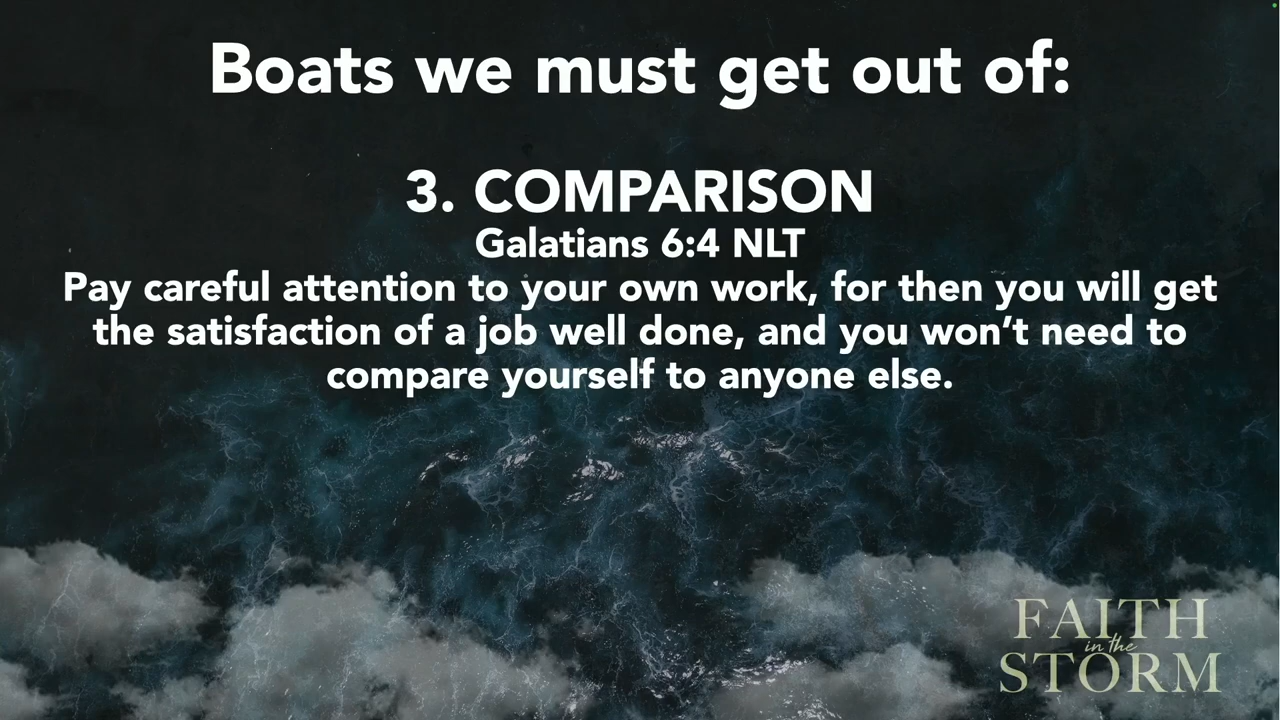 Boats we must get out of:
3. COMPARISON
Galatians 6:4 NLT
Pay careful attention to your own work, for then you will get
the satisfaction of a job well done, and you won’t need to
compare yourself to anyone else.
FAITH
in the
STORM